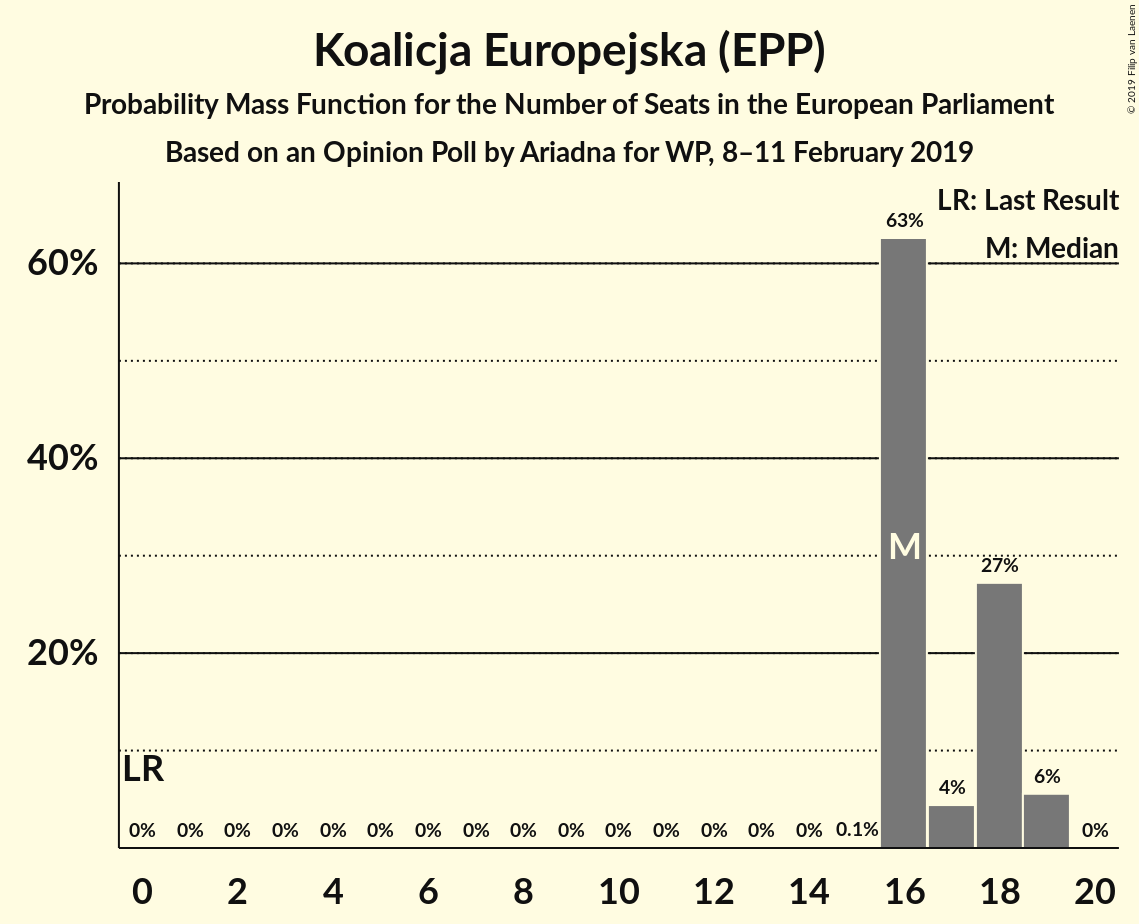 Koalicja Europejska (EPP)
Probability Mass Function for the Number of Seats in the European Parliament
Based on an Opinion Poll by Ariadna for WP, 8–11 February 2019
© 2019 Filip van Laenen
LR: Last Result
M: Median
63%
60%
40%
M
27%
20%
LR
6%
4%
0% 0% 0% 0% 0% 0% 0% 0% 0% 0% 0% 0% 0% 0% 0% 0.1% 0%
0 2 4 6 8 10 12 14 16 18 20